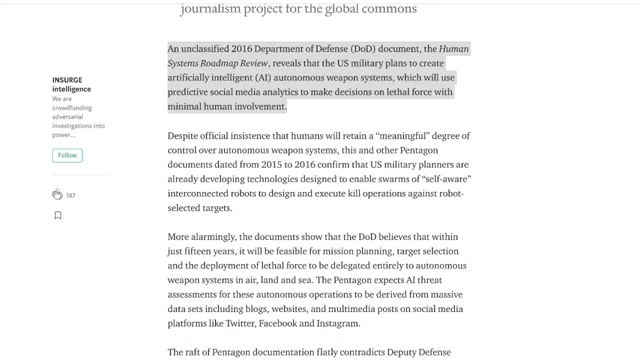 journalism project for the global commons
An unclassified 2016 Department of Defense (DoD) document, the Human
Systems Roadmap Review, reveals that the US military plans to create
artificially intelligent (AI) autonomous weapon systems, which will use
predictive social media analytics to make decisions on lethal force with
minimal human involvement.
INSURGE
intelligence
We are
crowdfunding
adversarial
investigations into
power...
Follow
187
Despite official insistence that humans will retain a “meaningful” degree of
control over autonomous weapon systems, this and other Pentagon
documents dated from 2015 to 2016 confirm that US military planners are
already developing technologies designed to enable swarms of “self-aware”
interconnected robots to design and execute kill operations against robot-
selected targets.
More alarmingly, the documents show that the DoD believes that within
just fifteen years, it will be feasible for mission planning, target selection
and the deployment of lethal force to be delegated entirely to autonomous
weapon systems in air, land and sea. The Pentagon expects AI threat
assessments for these autonomous operations to be derived from massive
data sets including blogs, websites, and multimedia posts on social media
platforms like Twitter, Facebook and Instagram.
The raft of Pentagon documentation flatly contradicts Deputy Defense